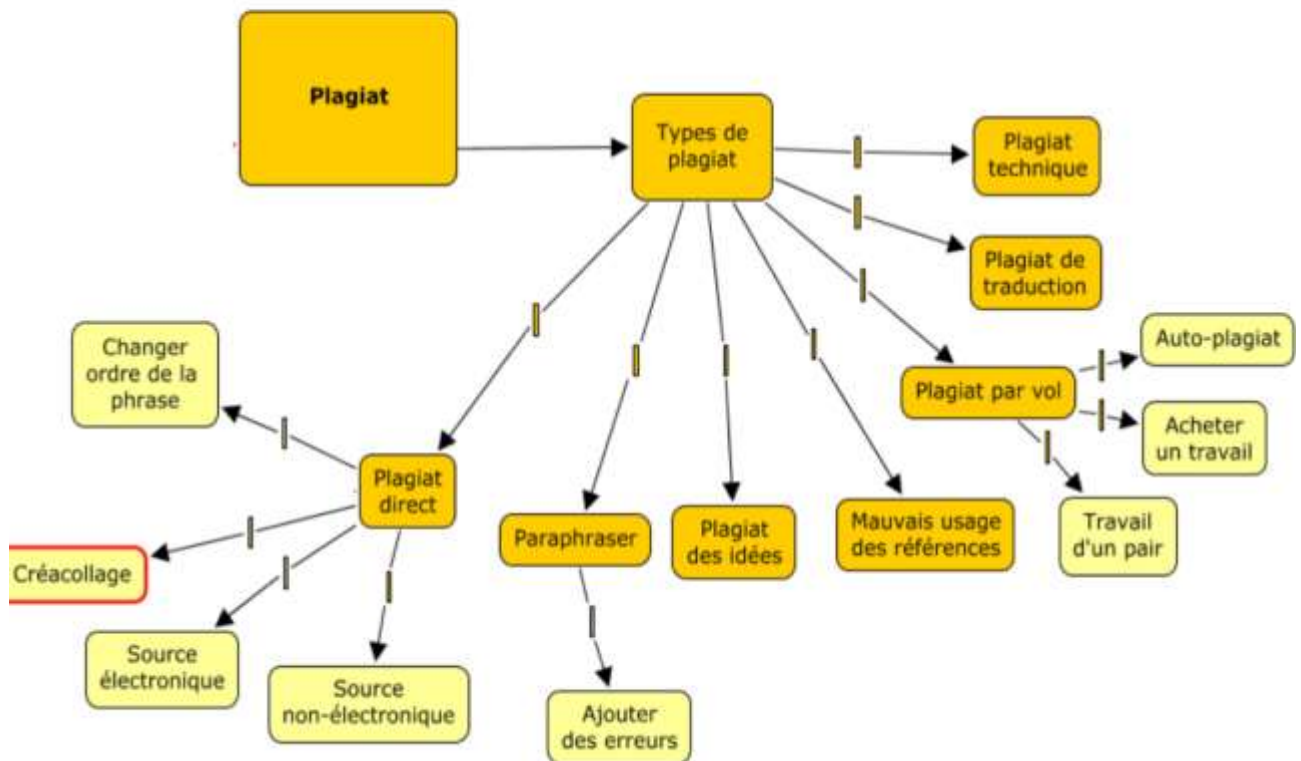 Plagiat
Types de
plagiat
Plagiat
technique
Plagiat de
traduction
Plagiat par vol
Auto-plagiat
Acheter
un travail
Travail
d'un pair
Changer
ordre de la
phrase
Plagiat
direct
Créacollage
Source
électronique
Source
non-électronique
Paraphraser
Ajouter
des erreurs
Plagiat
des idées
Mauvais usage
des références